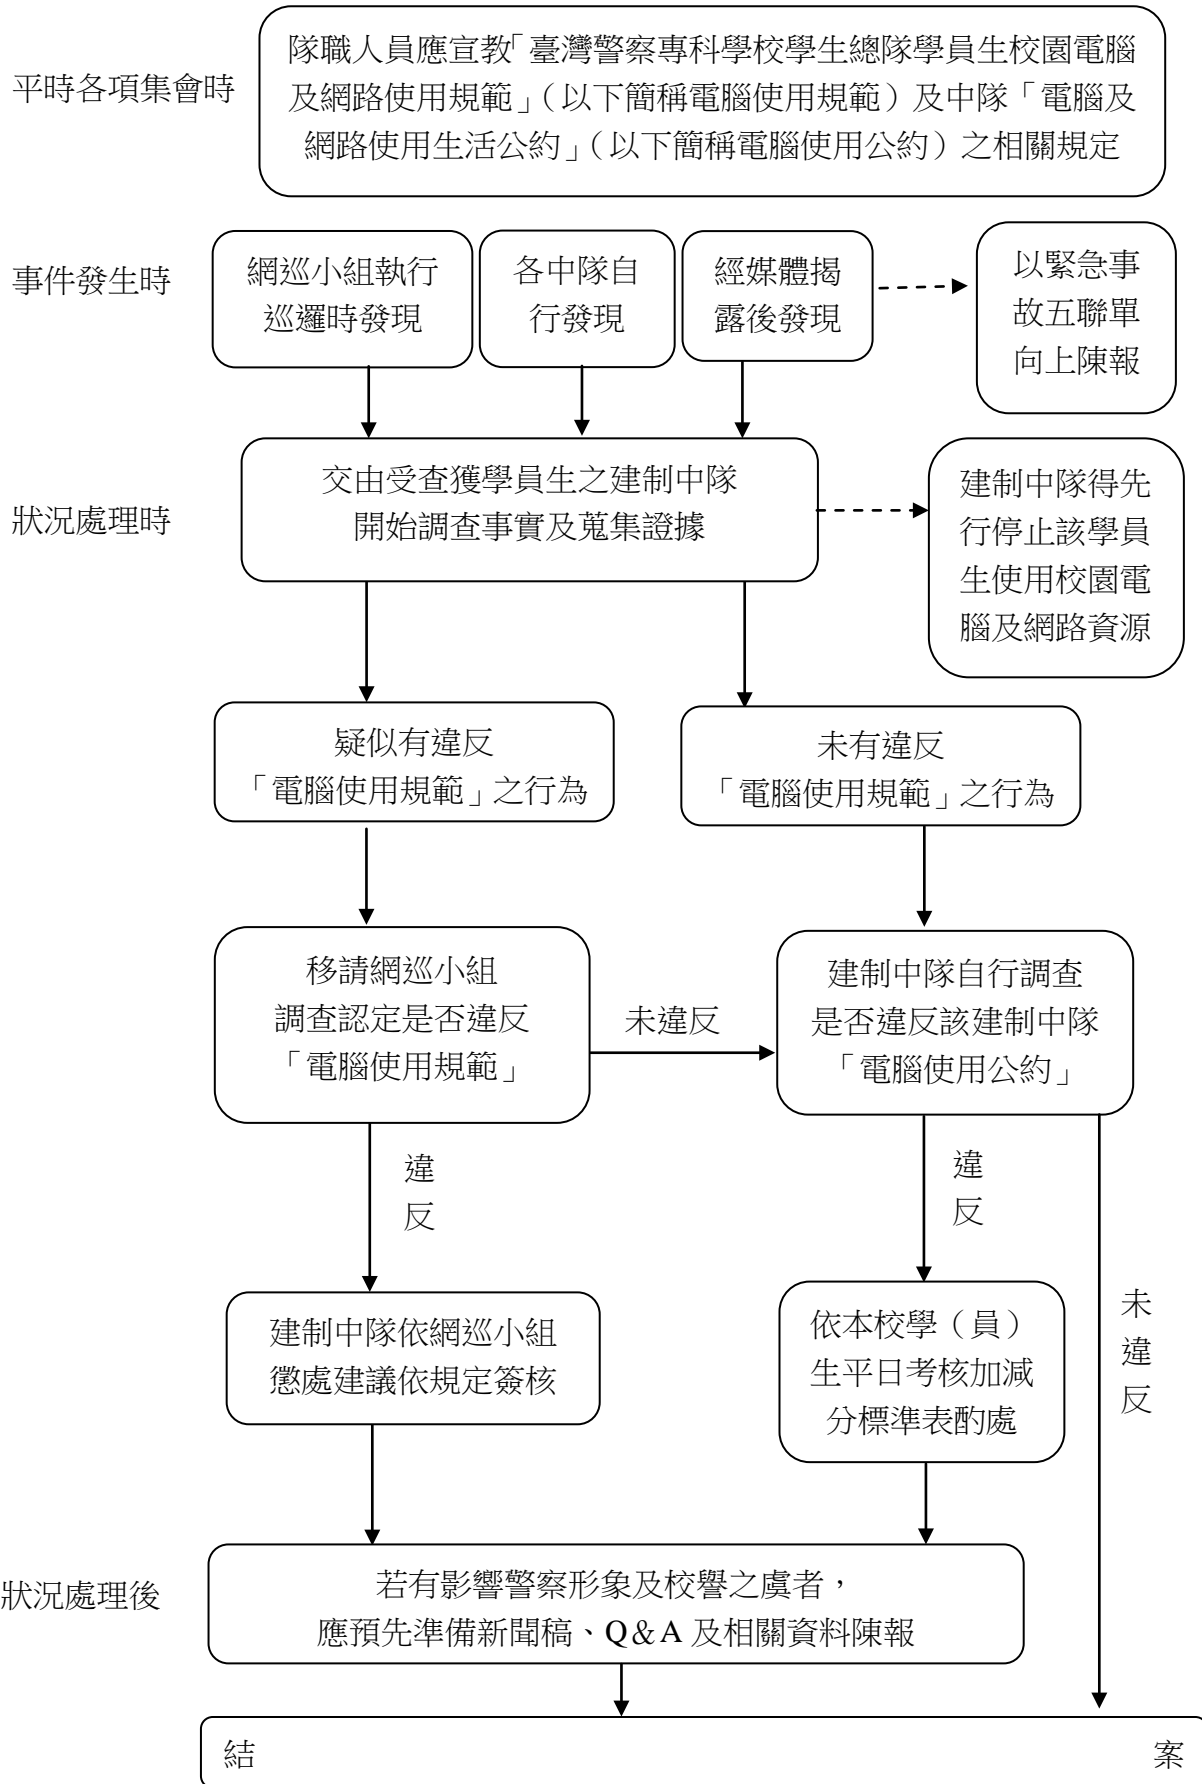 平時各項集會時
隊職人員應宣教「臺灣警察專科學校學生總隊學員生校園電腦
及網路使用規範」（以下簡稱電腦使用規範）及中隊「電腦及
網路使用生活公約」（以下簡稱電腦使用公約）之相關規定
事件發生時
網巡小組執行
巡邏時發現
各中隊自
行發現
經媒體揭
露後發現
以緊急事
故五聯單
向上陳報
狀況處理時
交由受查獲學員生之建制中隊
開始調查事實及蒐集證據
建制中隊得先
行停止該學員
生使用校園電
腦及網路資源
疑似有違反
「電腦使用規範」之行為
未有違反
「電腦使用規範」之行為
移請網巡小組
調查認定是否違反
「電腦使用規範」
未違反
建制中隊自行調查
是否違反該建制中隊
「電腦使用公約」
違反
違反
未違反
建制中隊依網巡小組
懲處建議依規定簽核
依本校學（員）
生平日考核加減
分標準表酌處
狀況處理後
若有影響警察形象及校譽之虞者，
應預先準備新聞稿、Q＆A 及相關資料陳報
結 案